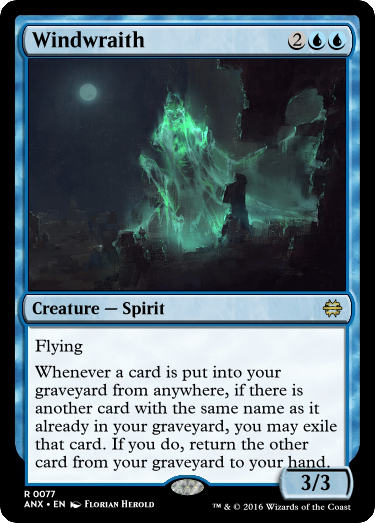 Windwraith 2
Creature — Spirit
Flying
Whenever a card is put into your
graveyard from anywhere, if there is
another card with the same name as it
already in your graveyard, you may exile
that card. If you do, return the other
card from your graveyard to your hand.
3/3
R 0077
ANX • EN Florian Herold
™ & © 2016 Wizards of the Coast